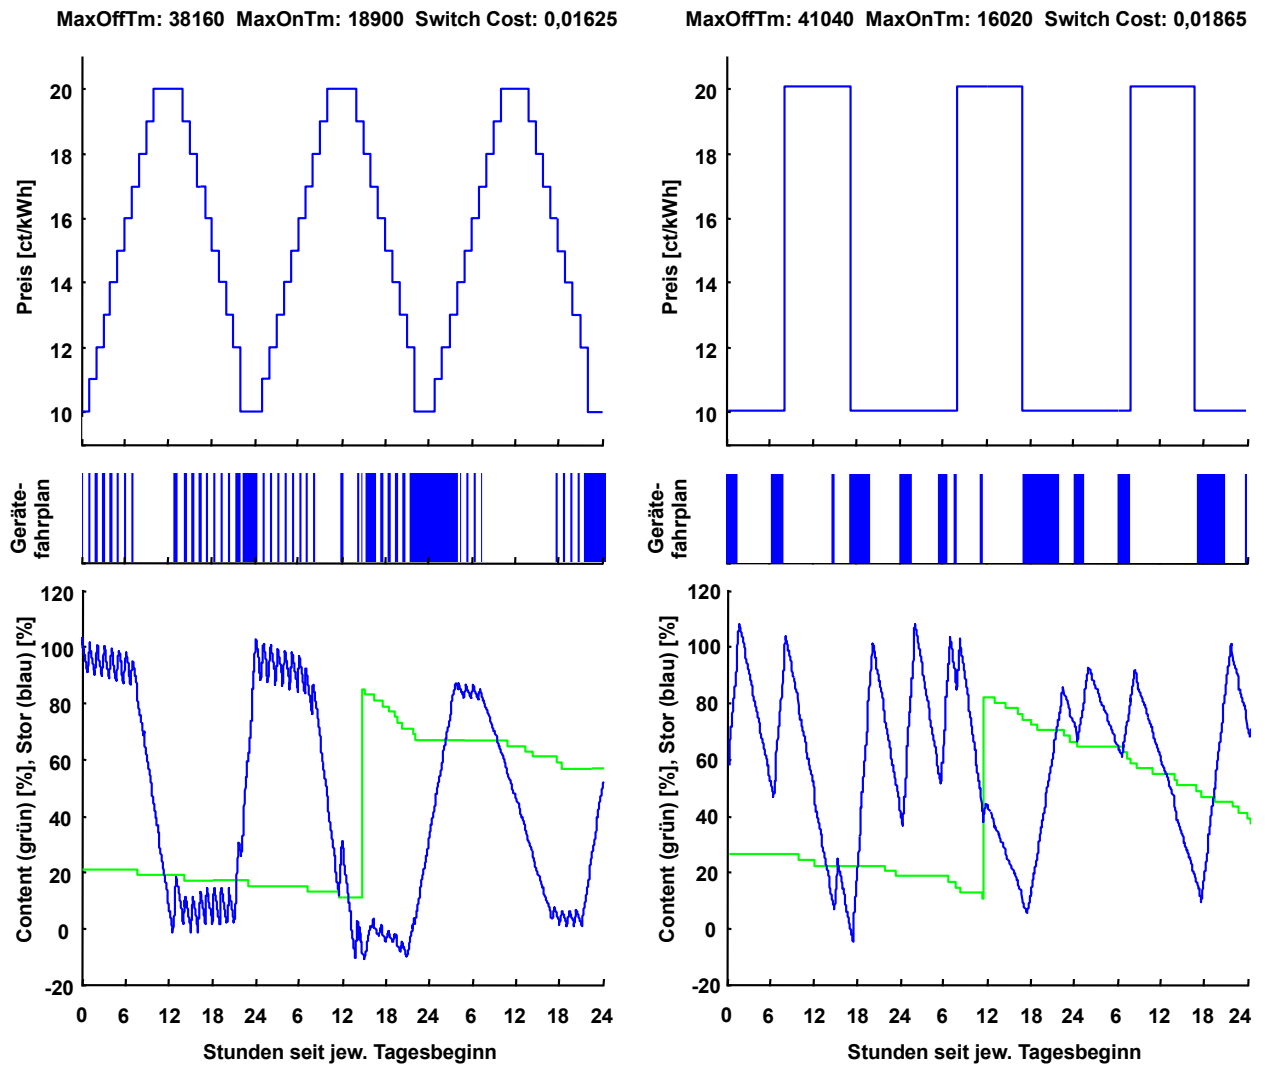 MaxOffTm: 38160  MaxOnTm: 18900  Switch Cost: 0,01625
Preis [ct/kWh]
20
18
16
14
12
10
0 6 12 18 24 6 12 18 24 6 12 18 24
Geräte-
fahrplan
Content (grün) [%], Stor (blau) [%]
120
100
80
60
40
20
0
-20
Stunden seit jew. Tagesbeginn
MaxOffTm: 41040  MaxOnTm: 16020  Switch Cost: 0,01865
Preis [ct/kWh]
20
18
16
14
12
10
Geräte-
fahrplan
Content (grün) [%], Stor (blau) [%]
120
100
80
60
40
20
0
-20
0 6 12 18 24 6 12 18 24 6 12 18 24
Stunden seit jew. Tagesbeginn